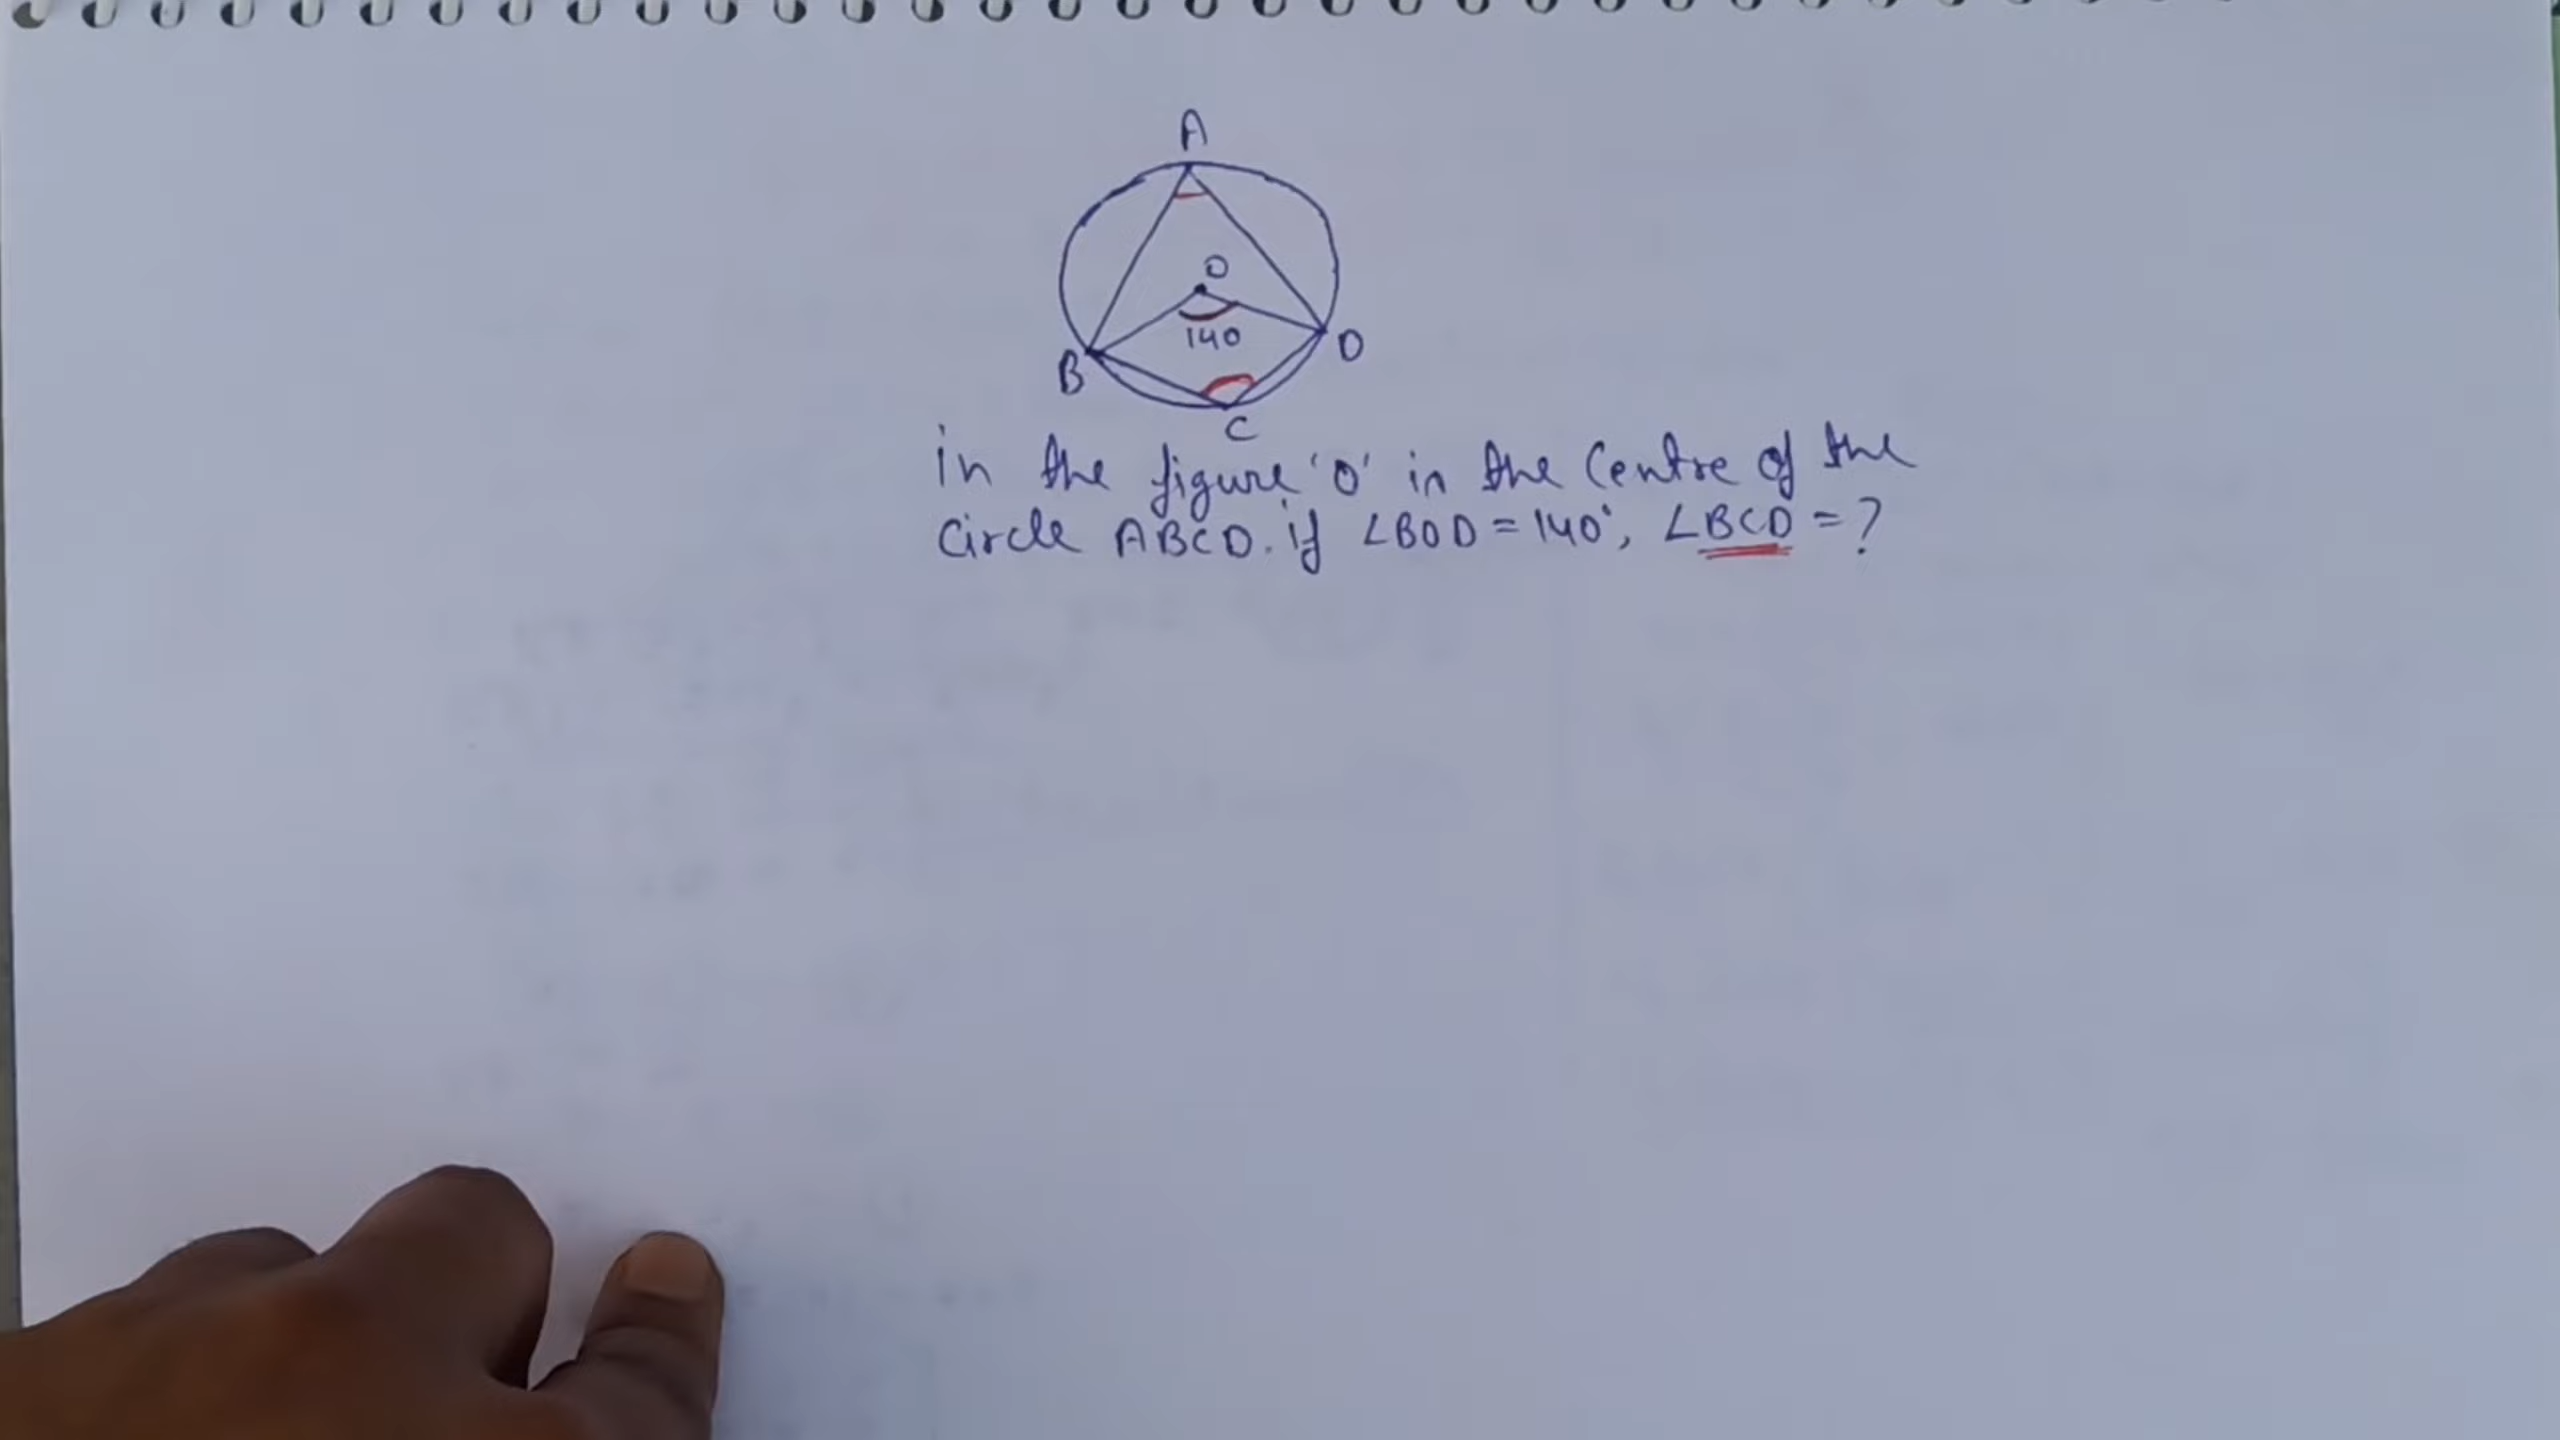 A
O
140
B
D
C
in the figure 'O' in the Centre of the
Circle ABCD. if ∠BOD = 140°, ∠BCD = ?